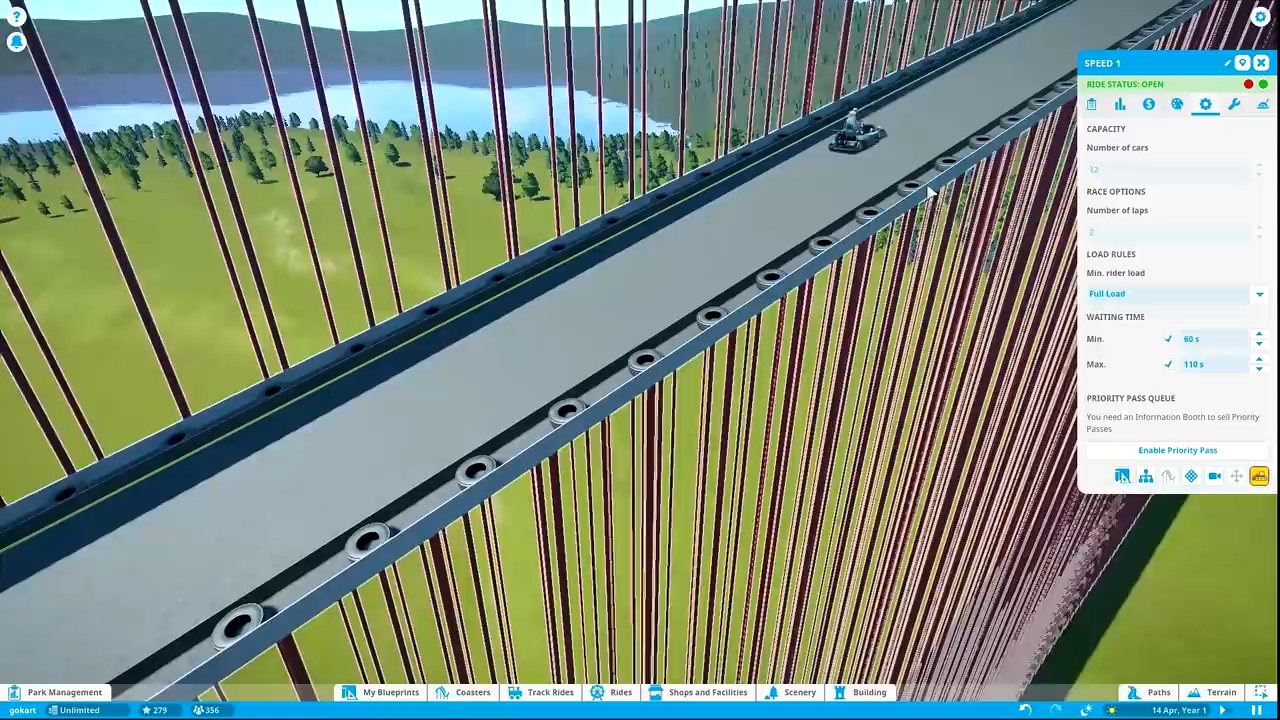 ?
SPEED 1
RIDE STATUS: OPEN
CAPACITY
Number of cars
12
RACE OPTIONS
Number of laps
2
LOAD RULES
Min. rider load
Full Load
WAITING TIME
Min. 60 s
Max. 110 s
PRIORITY PASS QUEUE
You need an Information Booth to sell Priority
Passes
Enable Priority Pass
Park Management My Blueprints Coasters Track Rides Rides Shops and Facilities Scenery Building Paths Terrain
gokart Unlimited 279 356 14 Apr, Year 1